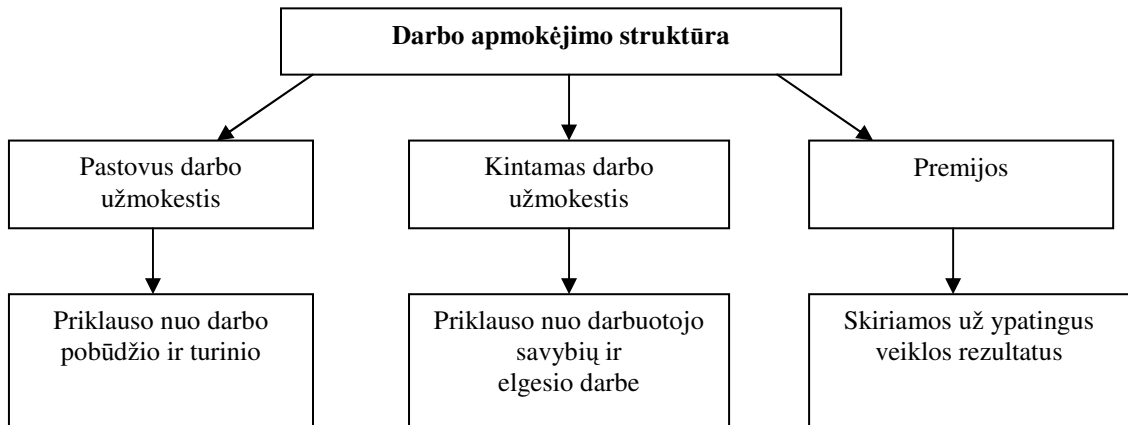 Darbo apmokėjimo struktūra
Pastovus darbo
užmokestis
Kintamas darbo
užmokestis
Premijos
Priklauso nuo darbo
pobūdžio ir turinio
Priklauso nuo darbuotojo
savybių ir
elgesio darbe
Skiriamos už ypatingus
veiklos rezultatus